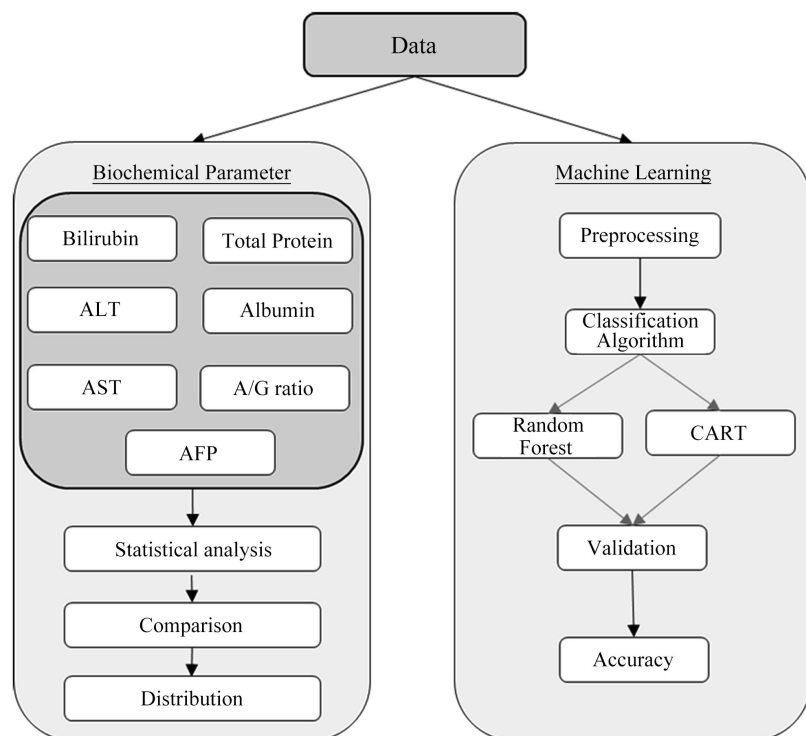 Data
Biochemical Parameter
Bilirubin
Total Protein
ALT
Albumin
AST
A/G ratio
AFP
Statistical analysis
Comparison
Distribution
Machine Learning
Preprocessing
Classification
Algorithm
Random
Forest
CART
Validation
Accuracy